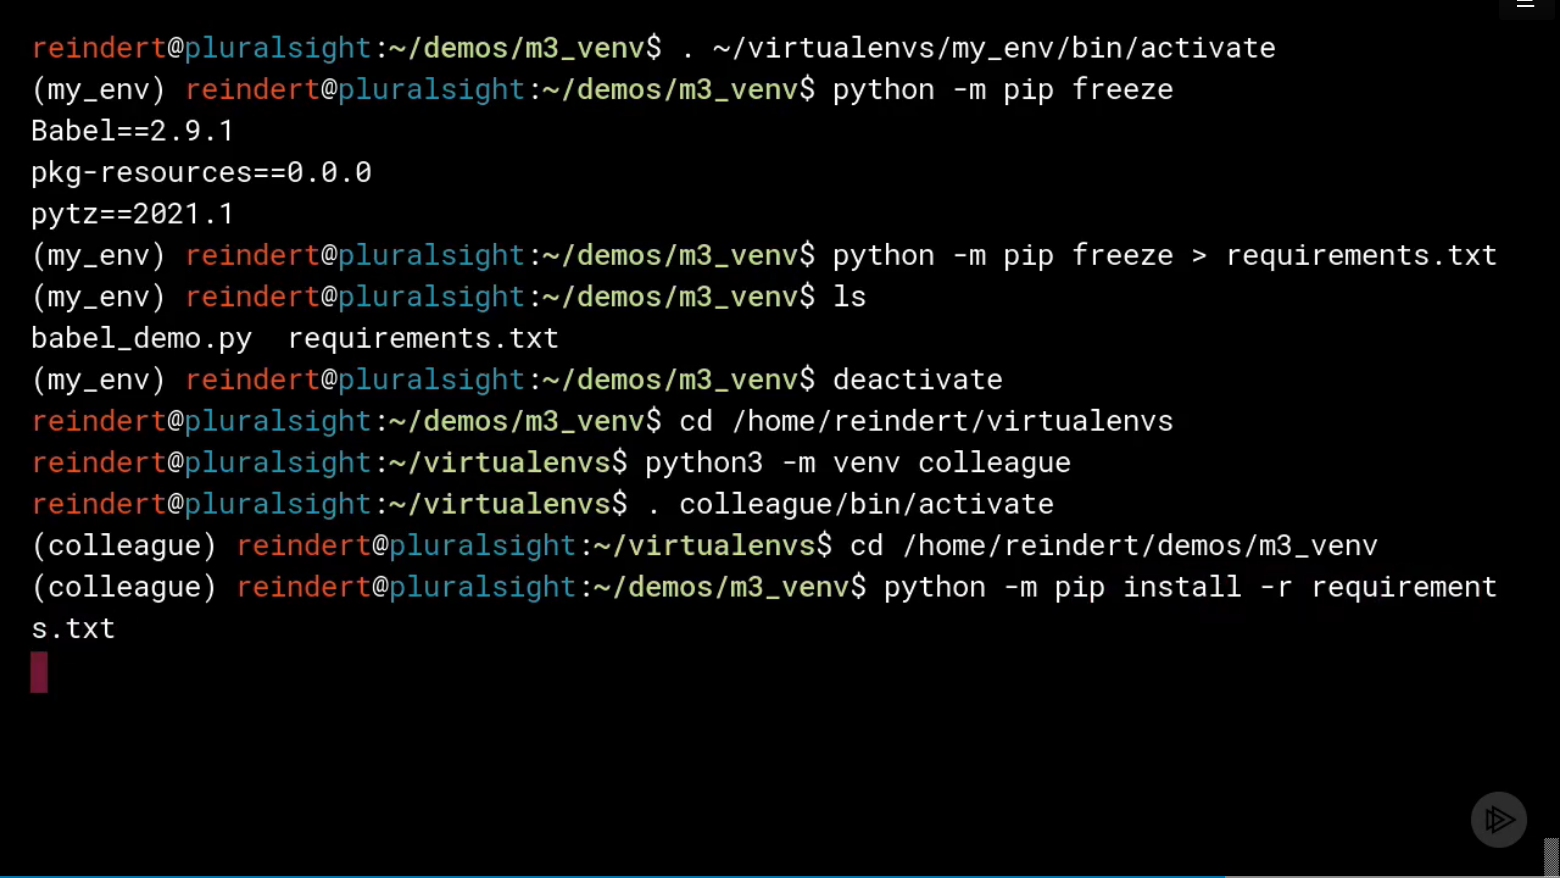 reindert@pluralsight:~/demos/m3_venv$ . ~/virtualenvs/my_env/bin/activate
(my_env) reindert@pluralsight:~/demos/m3_venv$ python -m pip freeze
Babel==2.9.1
pkg-resources==0.0.0
pytz==2021.1
(my_env) reindert@pluralsight:~/demos/m3_venv$ python -m pip freeze > requirements.txt
(my_env) reindert@pluralsight:~/demos/m3_venv$ ls
babel_demo.py  requirements.txt
(my_env) reindert@pluralsight:~/demos/m3_venv$ deactivate
reindert@pluralsight:~/demos/m3_venv$ cd /home/reindert/virtualenvs
reindert@pluralsight:~/virtualenvs$ python3 -m venv colleague
reindert@pluralsight:~/virtualenvs$ . colleague/bin/activate
(colleague) reindert@pluralsight:~/virtualenvs$ cd /home/reindert/demos/m3_venv
(colleague) reindert@pluralsight:~/demos/m3_venv$ python -m pip install -r requirement
s.txt